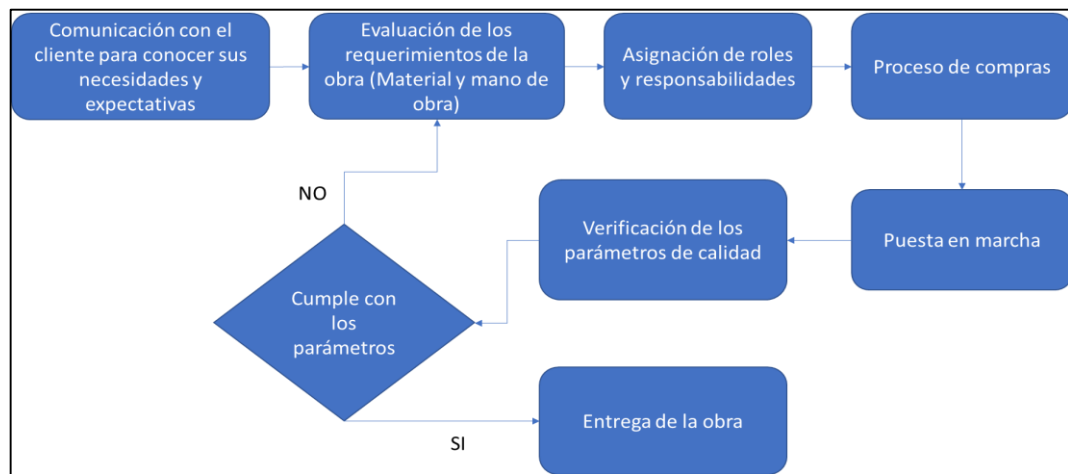 Comunicación con el
cliente para conocer sus
necesidades y
expectativas
Evaluación de los
requerimientos de la
obra (Material y mano de
obra)
Asignación de roles
y responsabilidades
Proceso de compras
Puesta en marcha
Verificación de los
parámetros de calidad
Cumple con
los
parámetros
NO
SI
Entrega de la obra